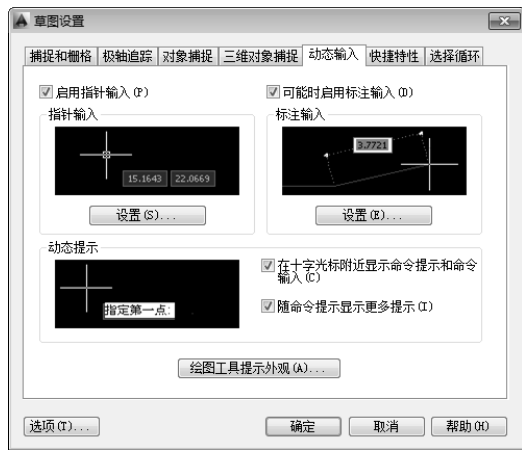 草图设置
捕捉和栅格 极轴追踪 对象捕捉 三维对象捕捉 动态输入 快捷特性 选择循环
启用指针输入(P) 可能时启用标注输入(D)
指针输入 标注输入
15.1643 22.0669 3.7721
设置(S)... 设置(E)...
动态提示
在十字光标附近显示命令提示和命令
输入(C)
指定第一点:
随命令提示显示更多提示(I)
绘图工具提示外观(A)...
选项(T)... 确定 取消 帮助(H)